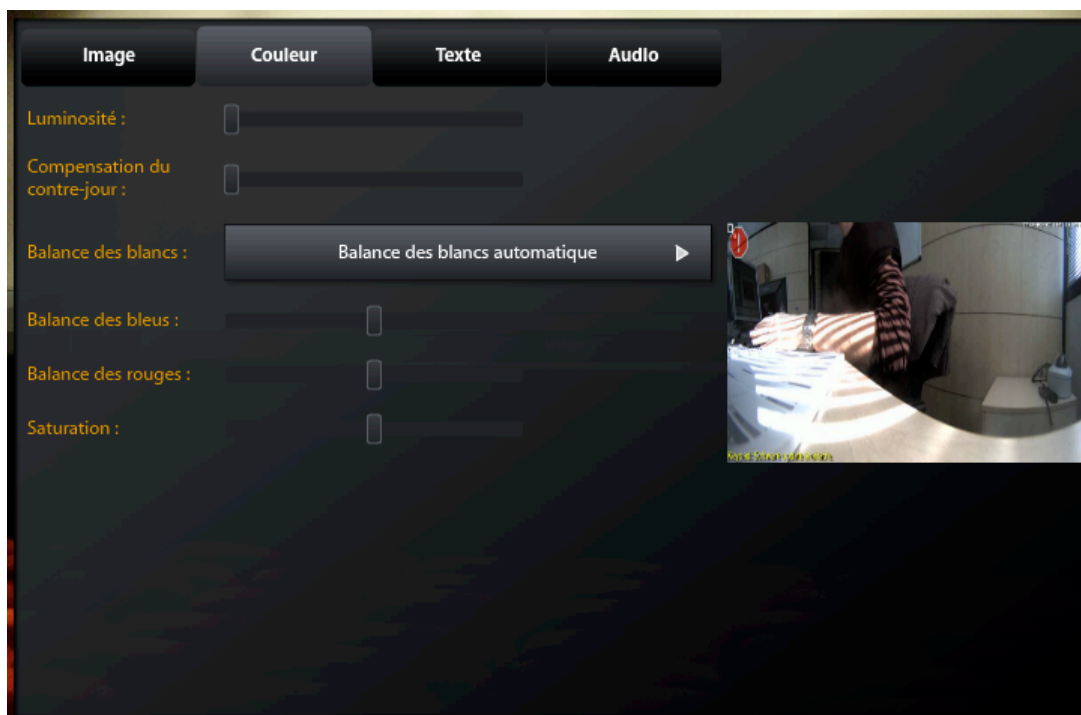 Image Couleur Texte Audio
Luminosité :
Compensation du
contre-jour :
Balance des blancs : Balance des blancs automatique
Balance des bleus :
Balance des rouges :
Saturation :